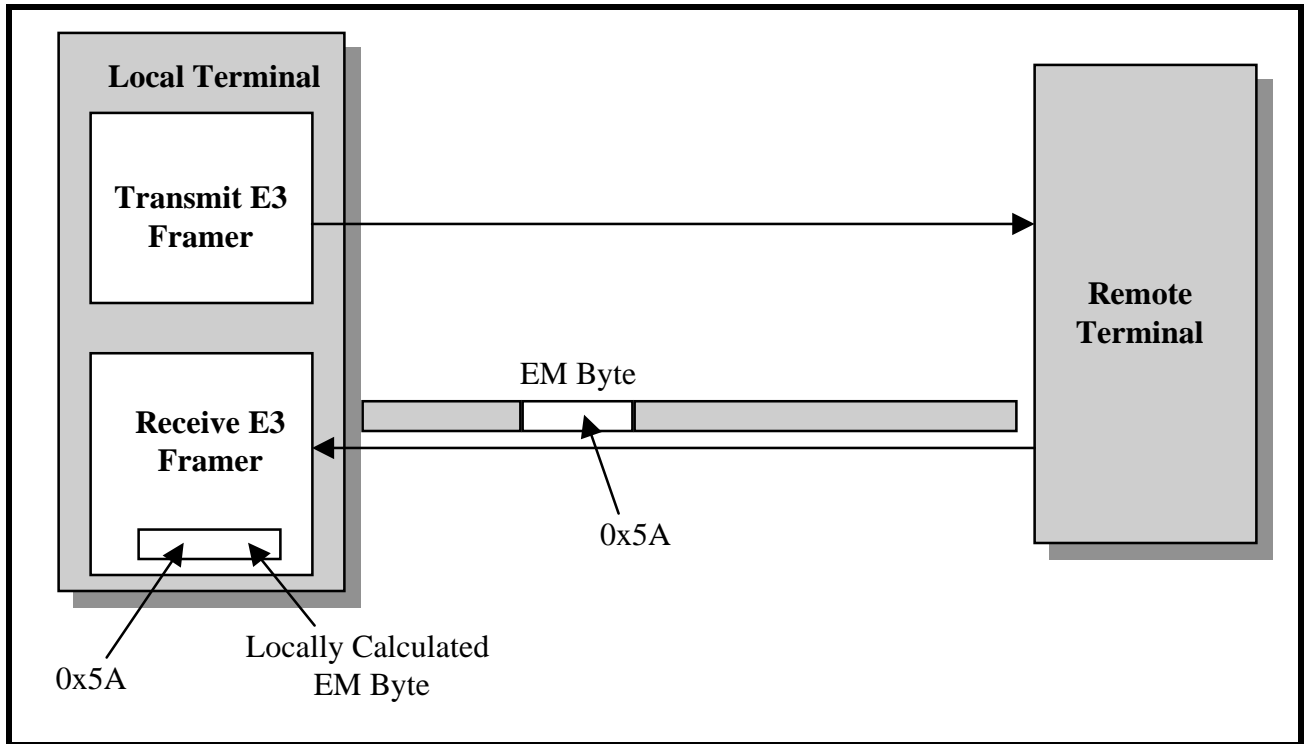 Local Terminal
Transmit E3
Framer
Remote
Terminal
EM Byte
Receive E3
Framer
0x5A
Locally Calculated
EM Byte
0x5A